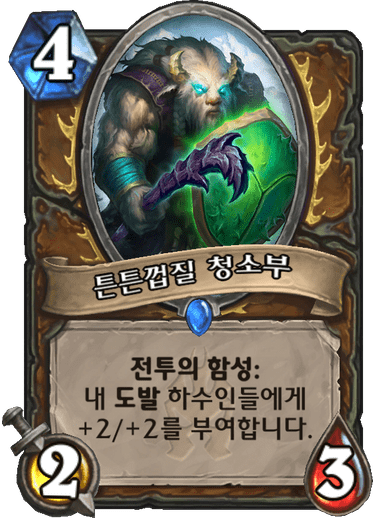 4
튼튼껍질 청소부
전투의 함성:
내 도발 하수인들에게
+2/+2를 부여합니다.
2
3